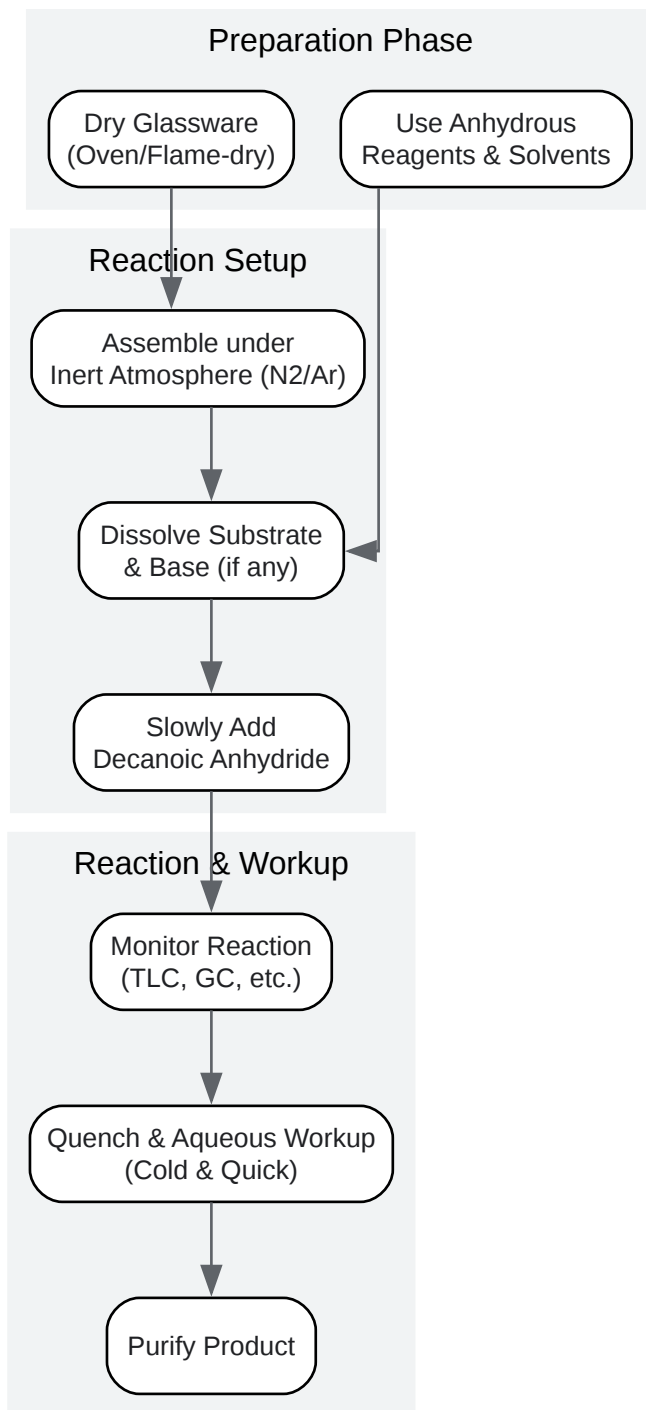 Preparation Phase
Dry Glassware
(Oven/Flame-dry)
Use Anhydrous
Reagents & Solvents
Reaction Setup
Assemble under
Inert Atmosphere (N2/Ar)
Dissolve Substrate
& Base (if any)
Slowly Add
Decanoic Anhydride
Reaction & Workup
Monitor Reaction
(TLC, GC, etc.)
Quench & Aqueous Workup
(Cold & Quick)
Purify Product